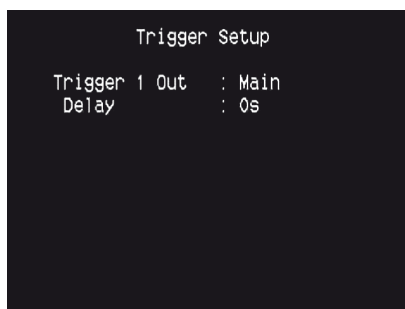 Trigger Setup
Trigger 1 Out : Main
Delay : 0s